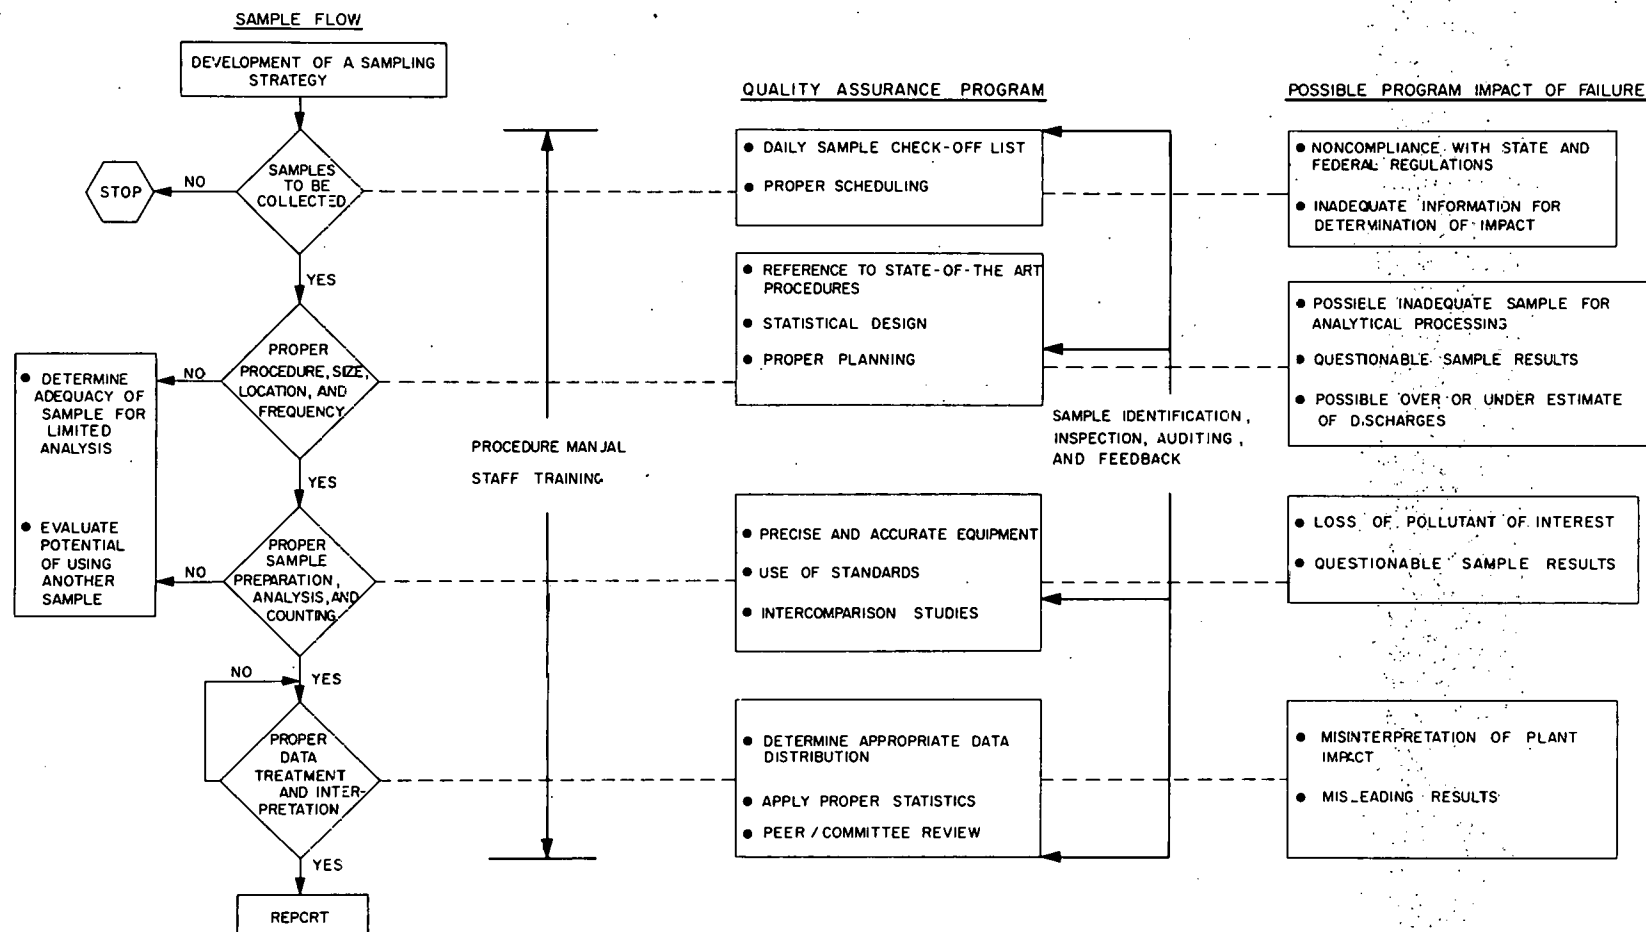 SAMPLE FLOW
DEVELOPMENT OF A SAMPLING
STRATEGY
SAMPLES
TO BE
COLLECTED
NO
STOP
YES
PROPER
PROCEDURE, SIZE,
LOCATION, AND
FREQUENCY
NO
● DETERMINE
ADEQUACY OF
SAMPLE FOR
LIMITED
ANALYSIS
● EVALUATE
POTENTIAL
OF USING
ANOTHER
SAMPLE
YES
PROPER
SAMPLE
PREPARATION,
ANALYSIS, AND
COUNTING
NO
NO
YES
PROPER
DATA
TREATMENT
AND INTER-
PRETATION
YES
REPCRT
PROCEDURE MANJAL
STAFF TRAINING
QUALITY ASSURANCE PROGRAM
● DAILY SAMPLE CHECK-OFF LIST
● PROPER SCHEDULING
● REFERENCE TO STATE-OF-THE ART
PROCEDURES
● STATISTICAL DESIGN
● PROPER PLANNING
● PRECISE AND ACCURATE EQUIPMENT
● USE OF STANDARDS
● INTERCOMPARISON STUDIES
● DETERMINE APPROPRIATE DATA
DISTRIBUTION
● APPLY PROPER STATISTICS
● PEER / COMMITTEE REVIEW
SAMPLE IDENTIFICATION,
INSPECTION, AUDITING,
AND FEEDBACK
POSSIBLE PROGRAM IMPACT OF FAILURE
● NONCOMPLIANCE WITH STATE AND
FEDERAL REGULATIONS
● INADEQUATE INFORMATION FOR
DETERMINATION OF IMPACT
● POSSIELE INADEQUATE SAMPLE FOR
ANALYTICAL PROCESSING
● QUESTIONABLE SAMPLE RESULTS
● POSSIBLE OVER OR UNDER ESTIMATE
OF DISCHARGES
● LOSS OF POLLUTANT OF INTEREST
● QUESTIONABLE SAMPLE RESULTS
● MISINTERPRETATION OF PLANT
IMPACT
● MISLEADING RESULTS